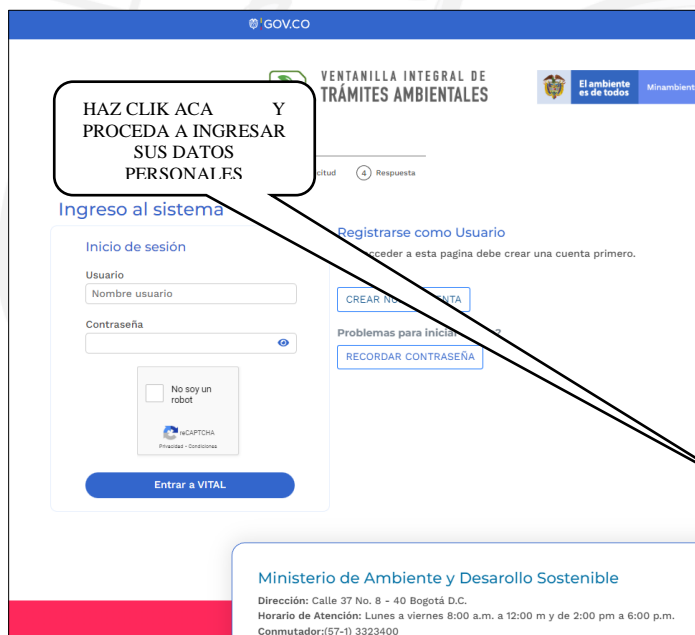 GOV.CO
VENTANILLA INTEGRAL DE
TRÁMITES AMBIENTALES
El ambiente
es de todos
Minambient
HAZ CLIK ACA Y
PROCEDA A INGRESAR
SUS DATOS
PERSONALES
citud
4 Respuesta
Ingreso al sistema
Registrarse como Usuario
cceder a esta pagina debe crear una cuenta primero.
Inicio de sesión
Usuario
Nombre usuario
CREAR NU ENTA
Contraseña
Problemas para iniciar ?
RECORDAR CONTRASEÑA
No soy un
robot
reCAPTCHA
Privacidad - Condiciones
Entrar a VITAL
Ministerio de Ambiente y Desarollo Sostenible
Dirección: Calle 37 No. 8 - 40 Bogotá D.C.
Horario de Atención: Lunes a viernes 8:00 a.m. a 12:00 m y de 2:00 pm a 6:00 p.m.
Conmutador:(57-1) 3323400